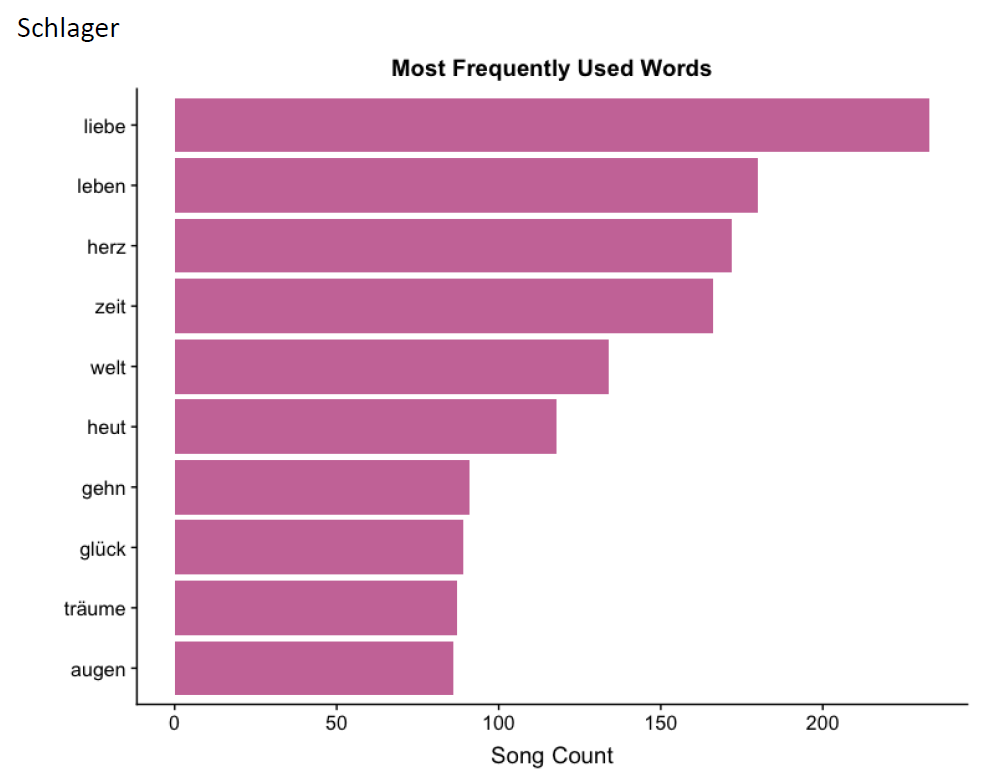 Schlager
Most Frequently Used Words
liebe
leben
herz
zeit
welt
heut
gehn
glück
träume
augen
0 50 100 150 200
Song Count